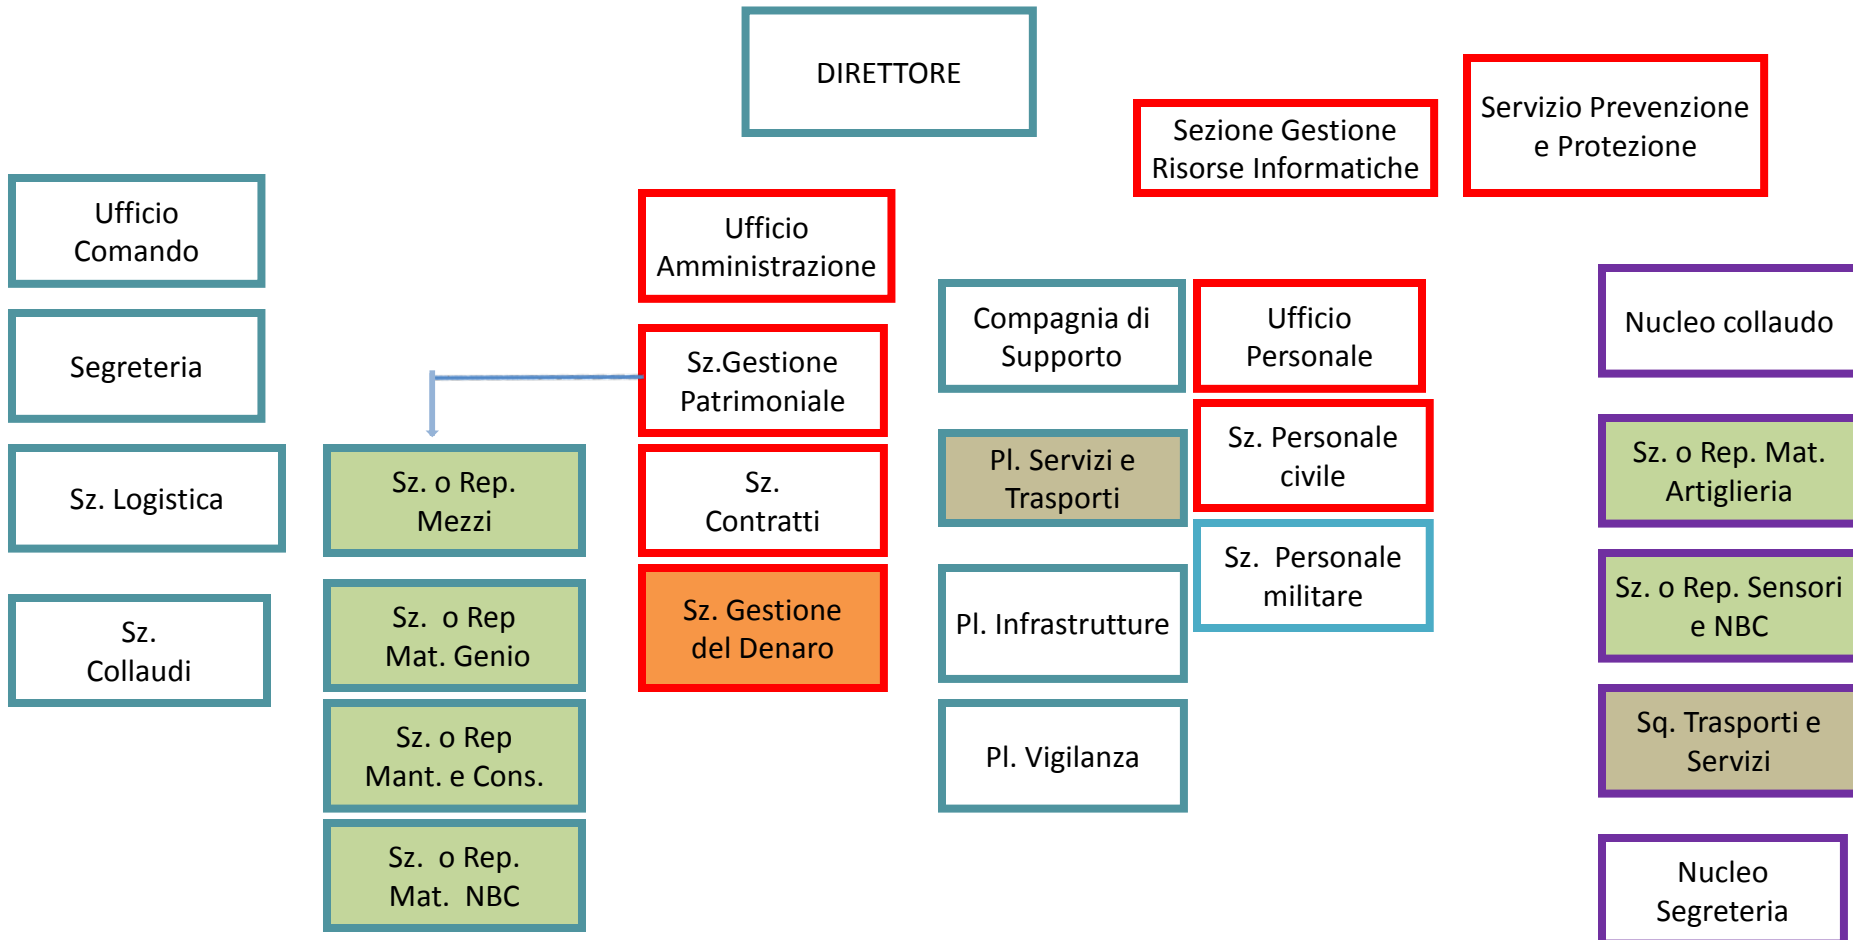 DIRETTORE
Sezione Gestione
Risorse Informatiche
Servizio Prevenzione
e Protezione
Ufficio
Comando
Segreteria
Sz. Logistica
Sz.
Collaudi
Sz. o Rep.
Mezzi
Sz. o Rep
Mat. Genio
Sz. o Rep
Mant. e Cons.
Sz. o Rep.
Mat. NBC
Ufficio
Amministrazione
Sz.Gestione
Patrimoniale
Sz.
Contratti
Sz. Gestione
del Denaro
Compagnia di
Supporto
Pl. Servizi e
Trasporti
Pl. Infrastrutture
Pl. Vigilanza
Ufficio
Personale
Sz. Personale
civile
Sz. Personale
militare
Nucleo collaudo
Sz. o Rep. Mat.
Artiglieria
Sz. o Rep. Sensori
e NBC
Sq. Trasporti e
Servizi
Nucleo
Segreteria